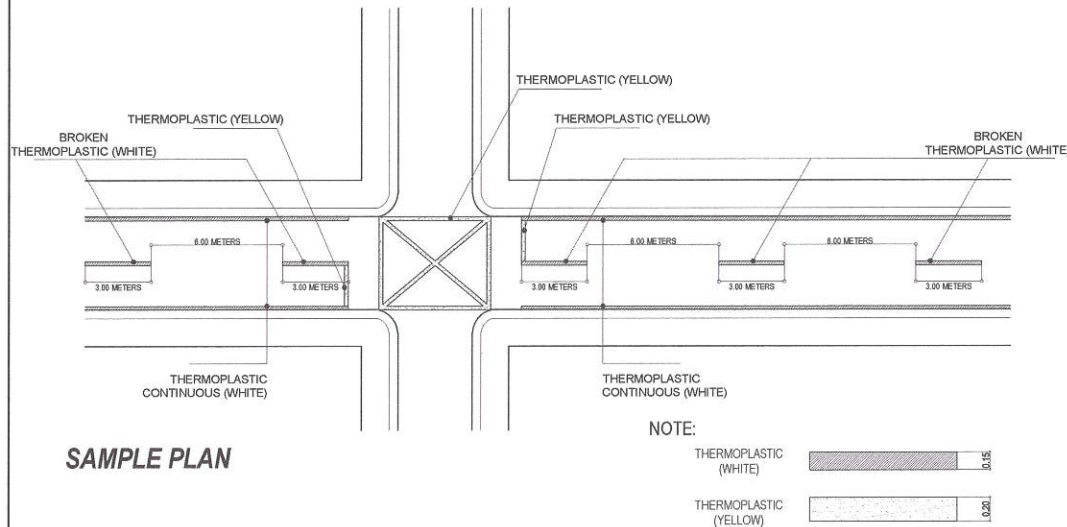 THERMOPLASTIC (YELLOW)
THERMOPLASTIC (YELLOW)
THERMOPLASTIC (YELLOW)
BROKEN
THERMOPLASTIC (WHITE)
BROKEN
THERMOPLASTIC (WHITE
6.00 METERS
6.00 METERS
6.00 METERS
3.00 METERS
3.00 METERS
3.00 METERS
3.00 METERS
3.00 METERS
THERMOPLASTIC
CONTINUOUS (WHITE)
THERMOPLASTIC
CONTINUOUS (WHITE)
SAMPLE PLAN
NOTE:
THERMOPLASTIC
(WHITE)
0.15
THERMOPLASTIC
(YELLOW)
0.20